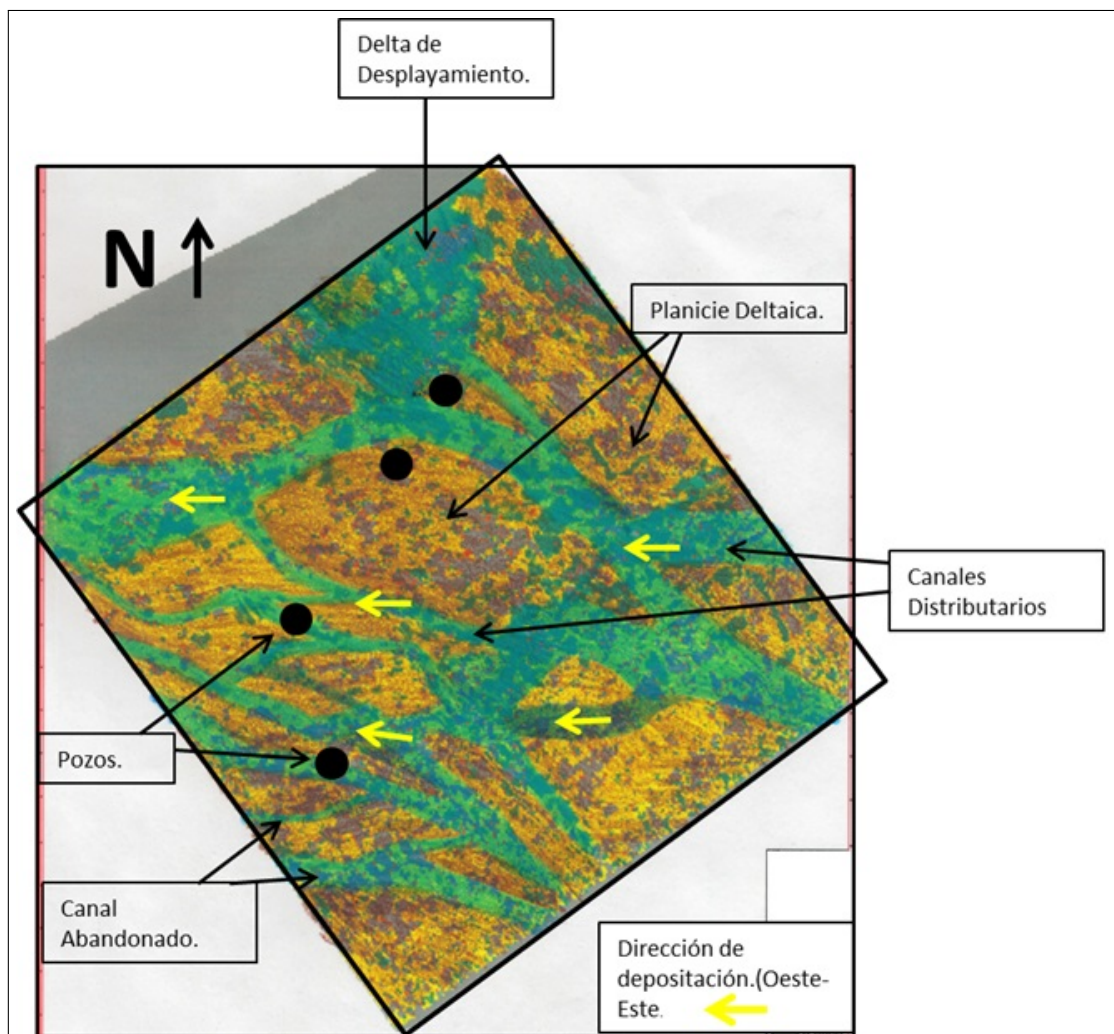 Delta de
Desplayamiento.
N
Planicie Deltaica.
Canales
Distributarios
Pozos.
Canal
Abandonado.
Dirección de
depositación.(Oeste-
Este.